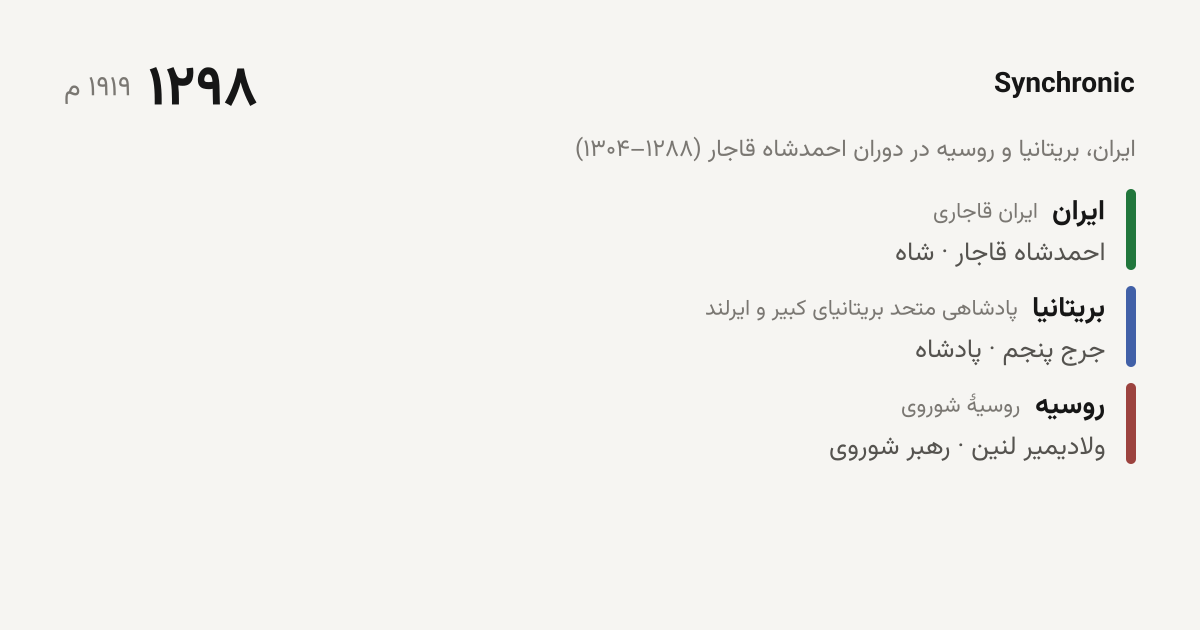 Synchronic
۱۲۹۸ ۱۹۱۹ م
ایران، بریتانیا و روسیه در دوران احمدشاه قاجار (۱۲۸۸–۱۳۰۴)
ایران ایران قاجاری
احمدشاه قاجار · شاه
بریتانیا پادشاهی متحد بریتانیای کبیر و ایرلند
جرج پنجم · پادشاه
روسیه روسیهٔ شوروی
ولادیمیر لنین · رهبر شوروی